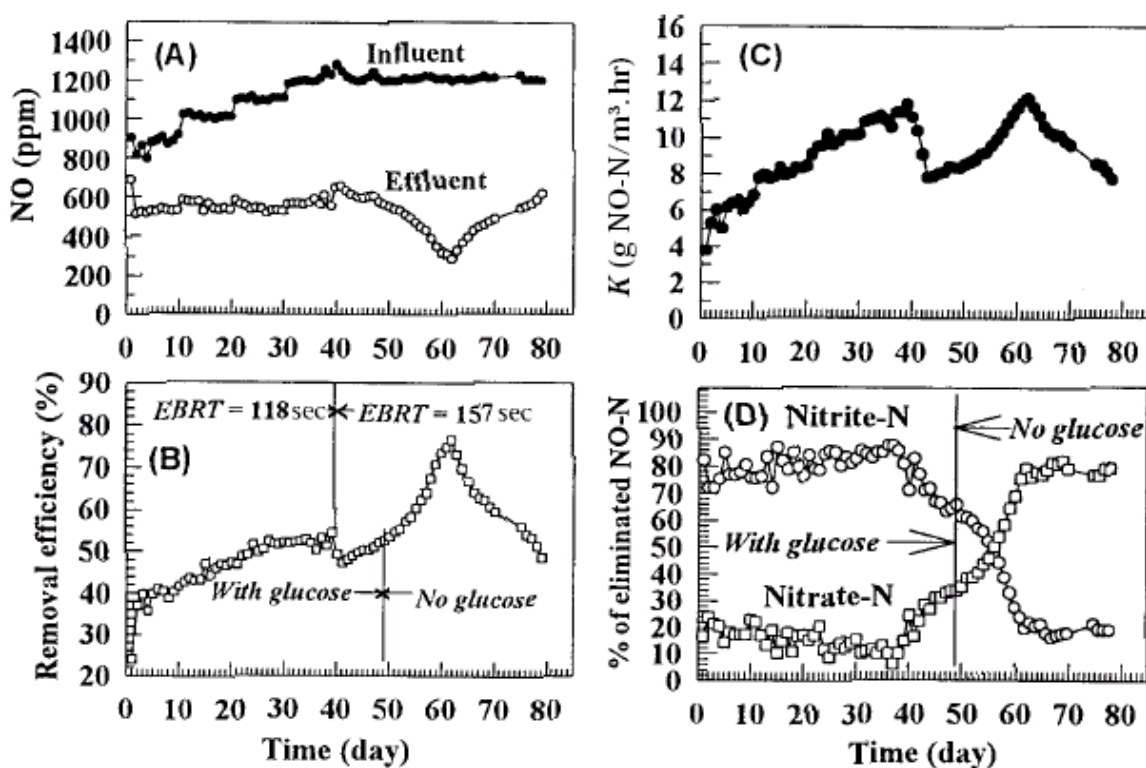 (A)
NO (ppm)
1400
1200
1000
800
600
400
200
0
Influent
Effluent
0 10 20 30 40 50 60 70 80
(C)
K (g NO-N/m³. hr)
16
14
12
10
8
6
4
2
0
0 10 20 30 40 50 60 70 80
(B)
Removal efficiency (%)
90
80
70
60
50
40
30
20
EBRT = 118 sec
EBRT = 157 sec
With glucose
No glucose
0 10 20 30 40 50 60 70 80
Time (day)
(D)
% of eliminated NO-N
100
90
80
70
60
50
40
30
20
10
0
Nitrite-N
No glucose
With glucose
Nitrate-N
0 10 20 30 40 50 60 70 80
Time (day)